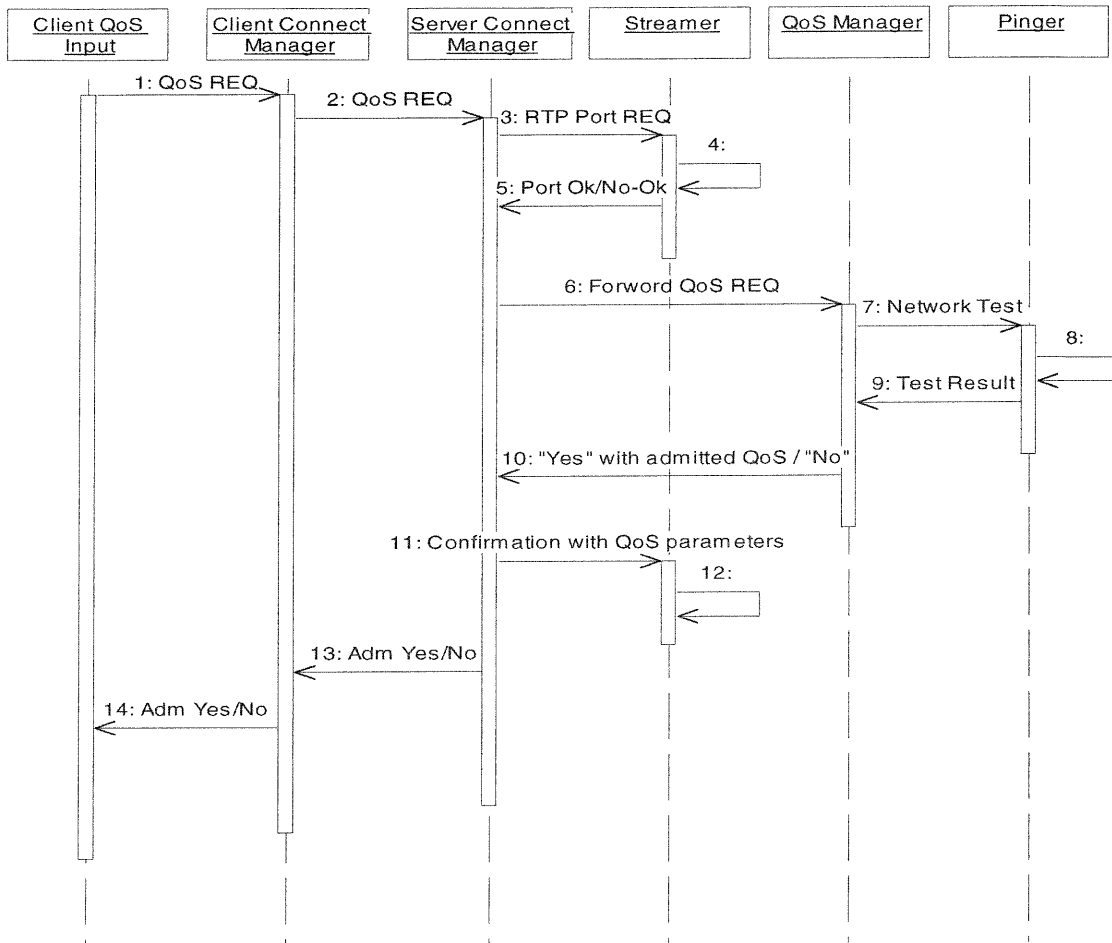 Client QoS
Input
Client Connect
Manager
Server Connect
Manager
Streamer
QoS Manager
Pinger
1: QoS REQ
2: QoS REQ
3: RTP Port REQ
4:
5: Port Ok/No-Ok
6: Forword QoS REQ
7: Network Test
8:
9: Test Result
10: "Yes" with admitted QoS / "No"
11: Confirmation with QoS parameters
12:
13: Adm Yes/No
14: Adm Yes/No